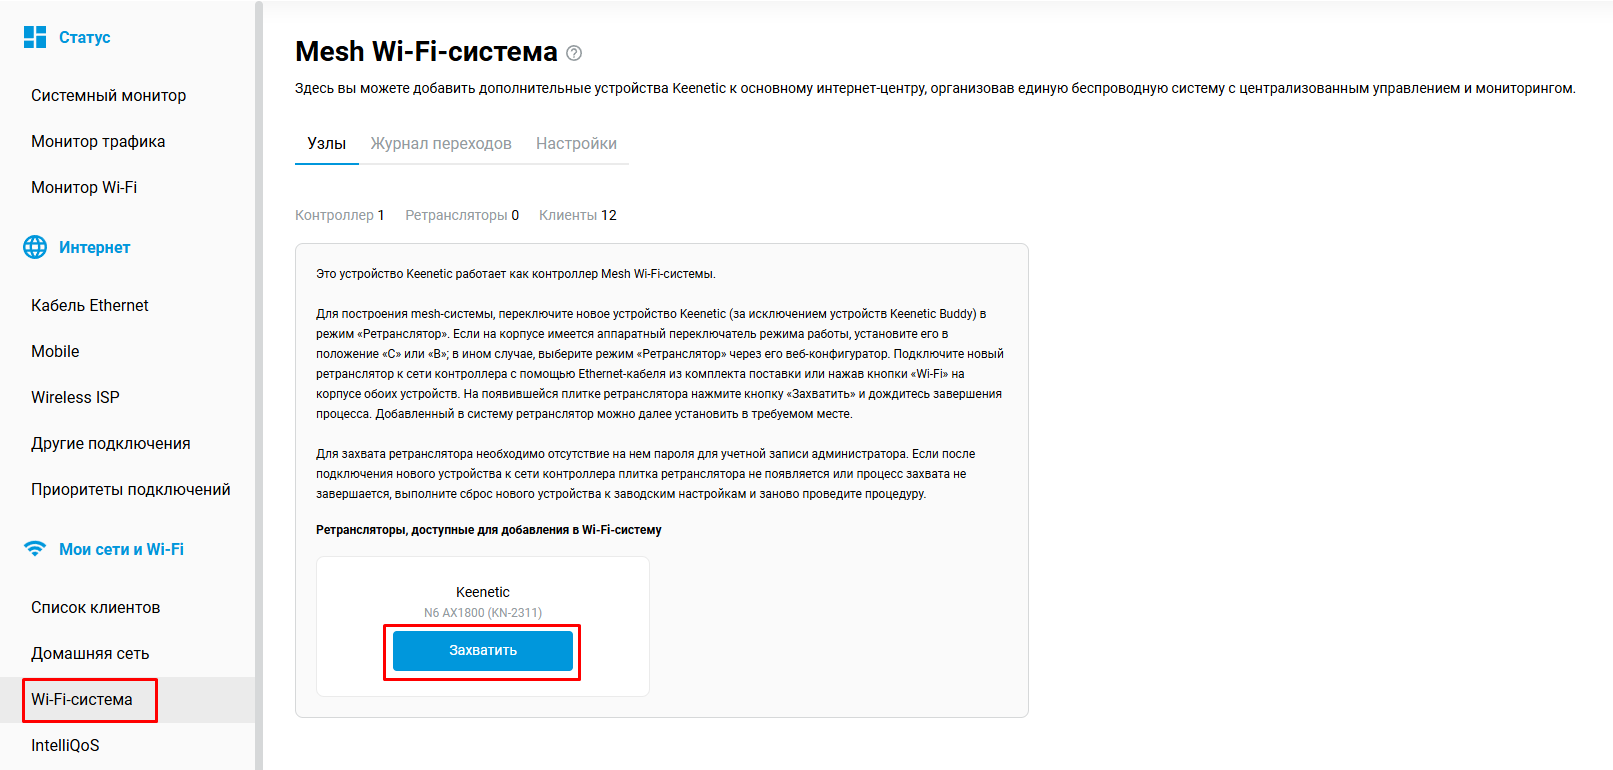 Статус
Системный монитор
Монитор трафика
Монитор Wi-Fi
Интернет
Кабель Ethernet
Mobile
Wireless ISP
Другие подключения
Приоритеты подключений
Мои сети и Wi-Fi
Список клиентов
Домашняя сеть
Wi-Fi-система
IntelliQoS
Mesh Wi-Fi-система ?
Здесь вы можете добавить дополнительные устройства Keenetic к основному интернет-центру, организовав единую беспроводную систему с централизованным управлением и мониторингом.
Узлы Журнал переходов Настройки
Контроллер 1 Ретрансляторы 0 Клиенты 12
Это устройство Keenetic работает как контроллер Mesh Wi-Fi-системы.
Для построения mesh-системы, переключите новое устройство Keenetic (за исключением устройств Keenetic Buddy) в
режим «Ретранслятор». Если на корпусе имеется аппаратный переключатель режима работы, установите его в
положение «C» или «B»; в ином случае, выберите режим «Ретранслятор» через его веб-конфигуратор. Подключите новый
ретранслятор к сети контроллера с помощью Ethernet-кабеля из комплекта поставки или нажав кнопки «Wi-Fi» на
корпусе обоих устройств. На появившейся плитке ретранслятора нажмите кнопку «Захватить» и дождитесь завершения
процесса. Добавленный в систему ретранслятор можно далее установить в требуемом месте.
Для захвата ретранслятора необходимо отсутствие на нем пароля для учетной записи администратора. Если после
подключения нового устройства к сети контроллера плитка ретранслятора не появляется или процесс захвата не
завершается, выполните сброс нового устройства к заводским настройкам и заново проведите процедуру.
Ретрансляторы, доступные для добавления в Wi-Fi-систему
Keenetic
N6 AX1800 (KN-2311)
Захватить